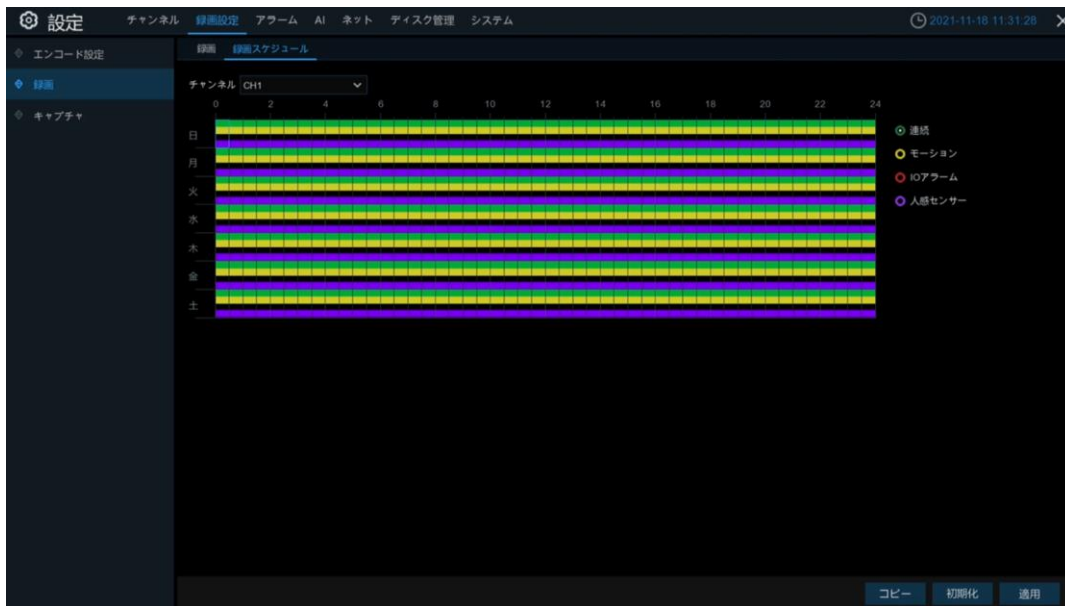 設定 チャンネル 録画設定 アラーム AI ネット ディスク管理 システム 2021-11-16 11:31:26
エンコード設定
録画
キャプチャ
録画 録画スケジュール
チャンネル CH1
0 2 4 6 8 10 12 14 16 18 20 22 24
日
月
火
水
木
金
土
連続
モーション
IOアラーム
人感センサー
コピー 初期化 適用